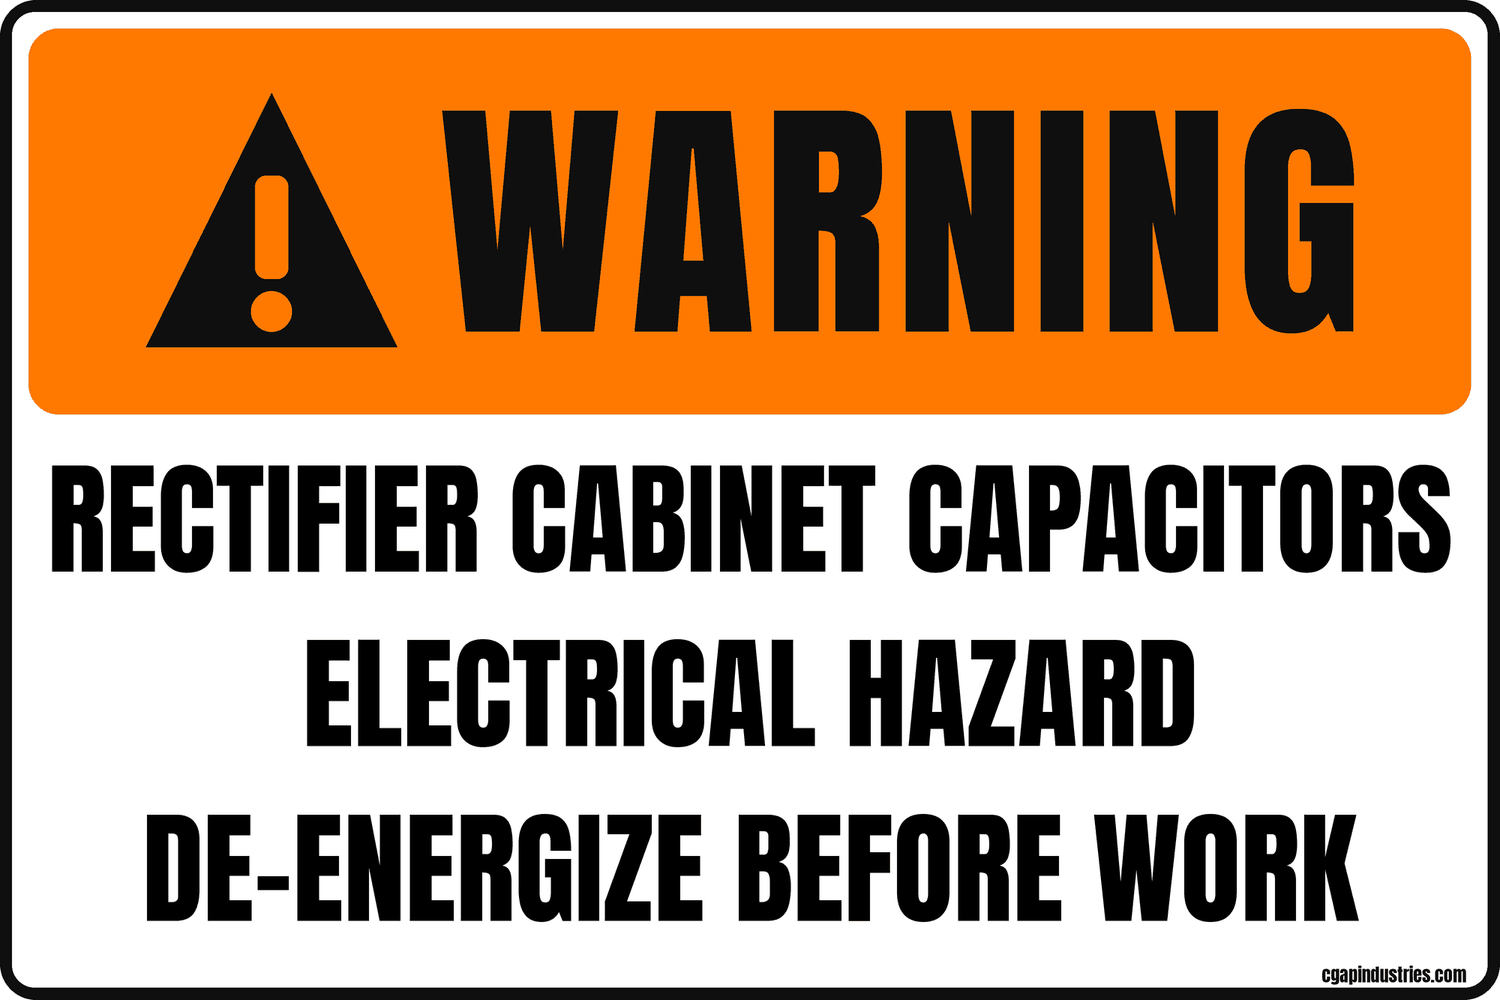 WARNING
RECTIFIER CABINET CAPACITORS
ELECTRICAL HAZARD
DE-ENERGIZE BEFORE WORK
cgapindustries.com